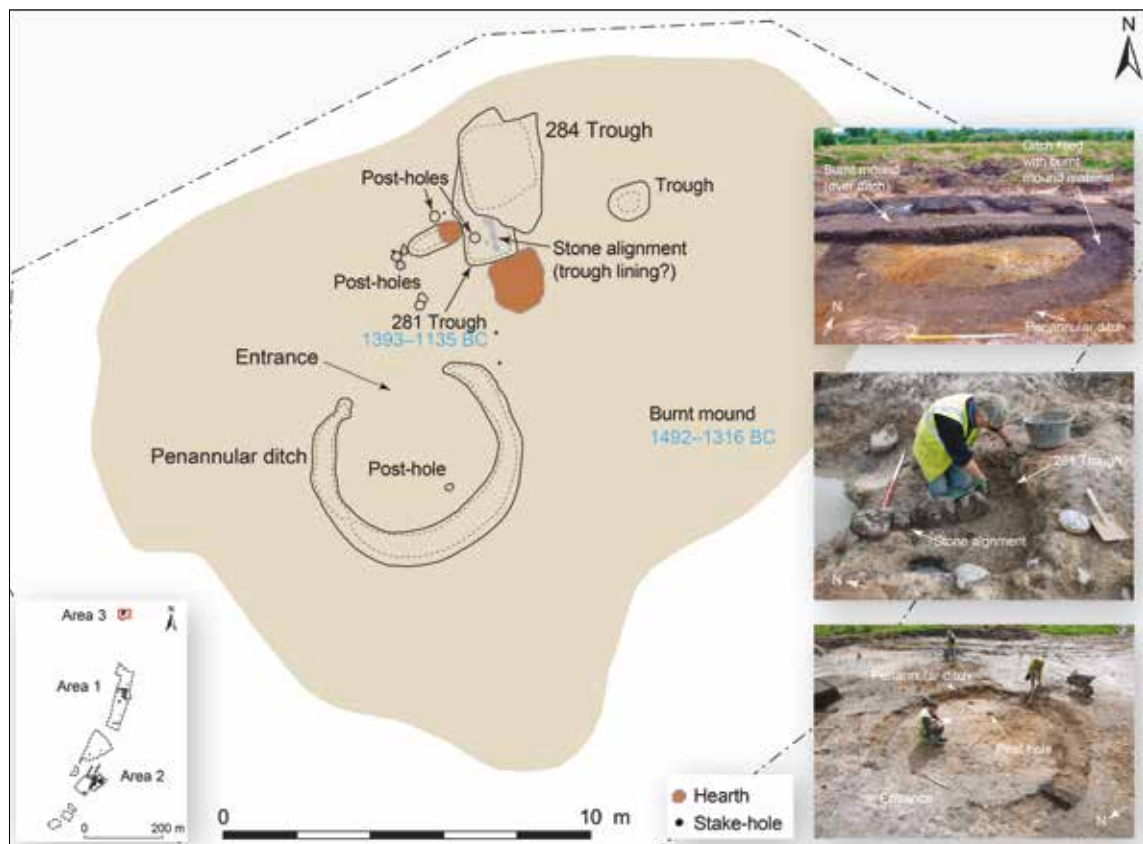 N
284 Trough
Post-holes
Trough
Stone alignment
(trough lining?)
Post-holes
281 Trough
1393–1135 BC
Entrance
Burnt mound
1492–1316 BC
Penannular ditch
Post-hole
Ditch filled
with burnt
mound material
Burnt mound
(over ditch)
N
Penannular ditch
281 Trough
Stone alignment
N
Penannular ditch
Post-hole
Entrance
N
Area 3
N
Area 1
Area 2
0 200 m
0 10 m
Hearth
Stake-hole